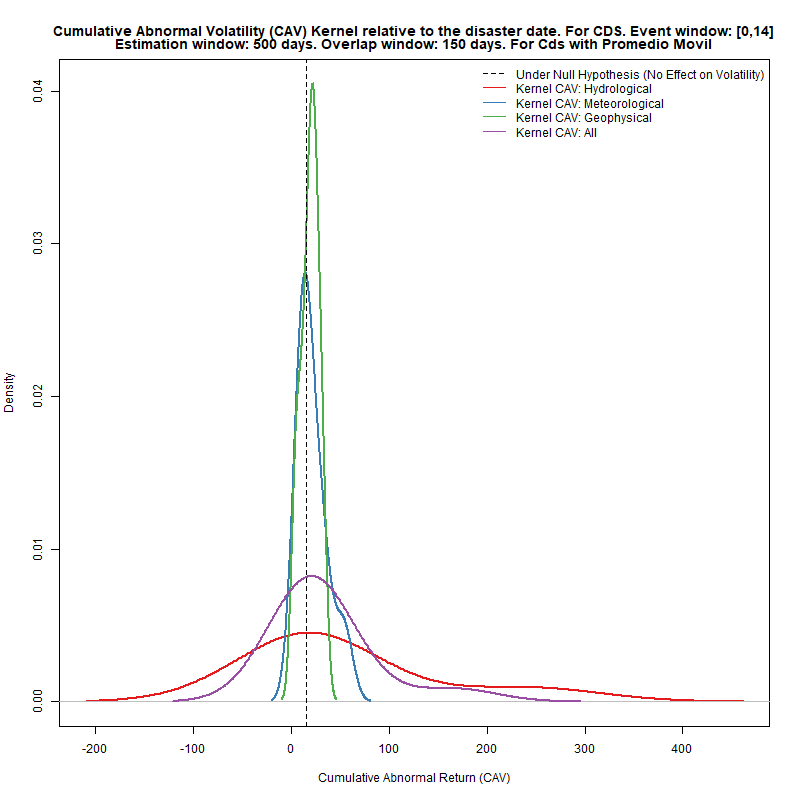 Cumulative Abnormal Volatility (CAV) Kernel relative to the disaster date. For CDS. Event window: [0,14]
Estimation window: 500 days. Overlap window: 150 days. For Cds with Promedio Movil
Under Null Hypothesis (No Effect on Volatility)
Kernel CAV: Hydrological
Kernel CAV: Meteorological
Kernel CAV: Geophysical
Kernel CAV: All
0.04
0.03
0.02
0.01
0.00
Density
-200
-100
0
100
200
300
400
Cumulative Abnormal Return (CAV)